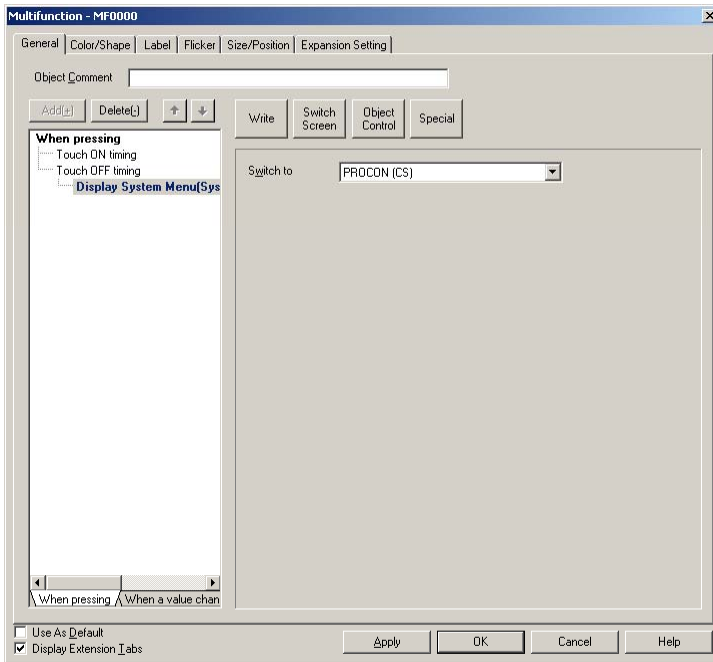 Multifunction - MF0000
General Color/Shape Label Flicker Size/Position Expansion Setting
Object Comment
Add(+) Delete(-)
Write Switch Screen Object Control Special
When pressing
Touch ON timing
Touch OFF timing
Display System Menu(Sys
Switch to PROCON (CS)
When pressing When a value chan
Use As Default
Display Extension Tabs
Apply OK Cancel Help